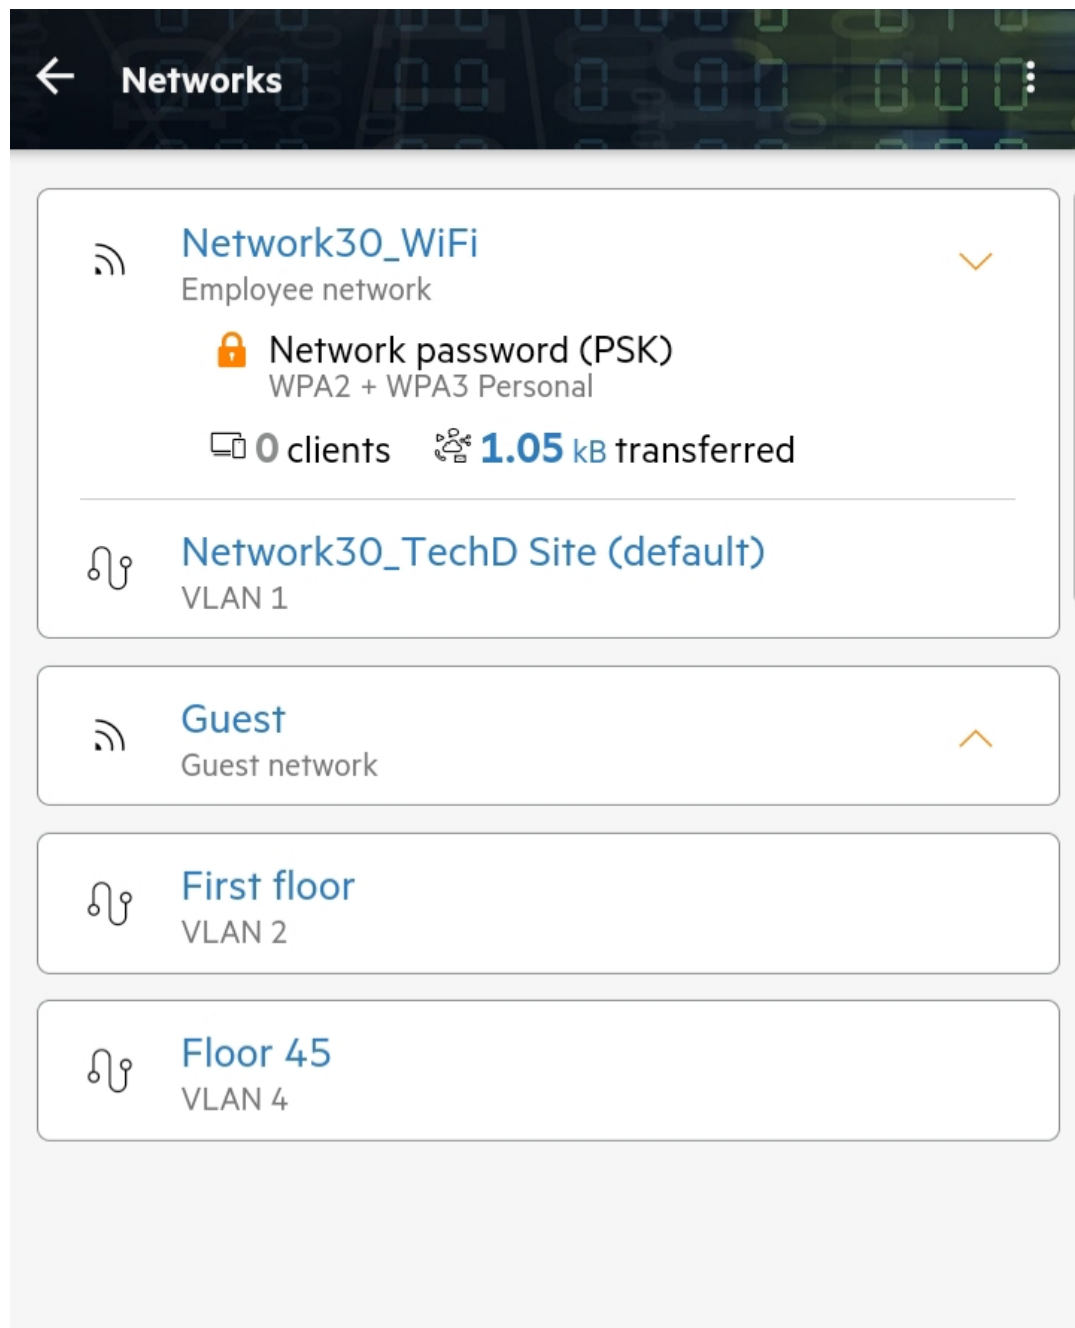 Networks
Network30_WiFi
Employee network
Network password (PSK)
WPA2 + WPA3 Personal
0 clients 1.05 kB transferred
Network30_TechD Site (default)
VLAN 1
Guest
Guest network
First floor
VLAN 2
Floor 45
VLAN 4